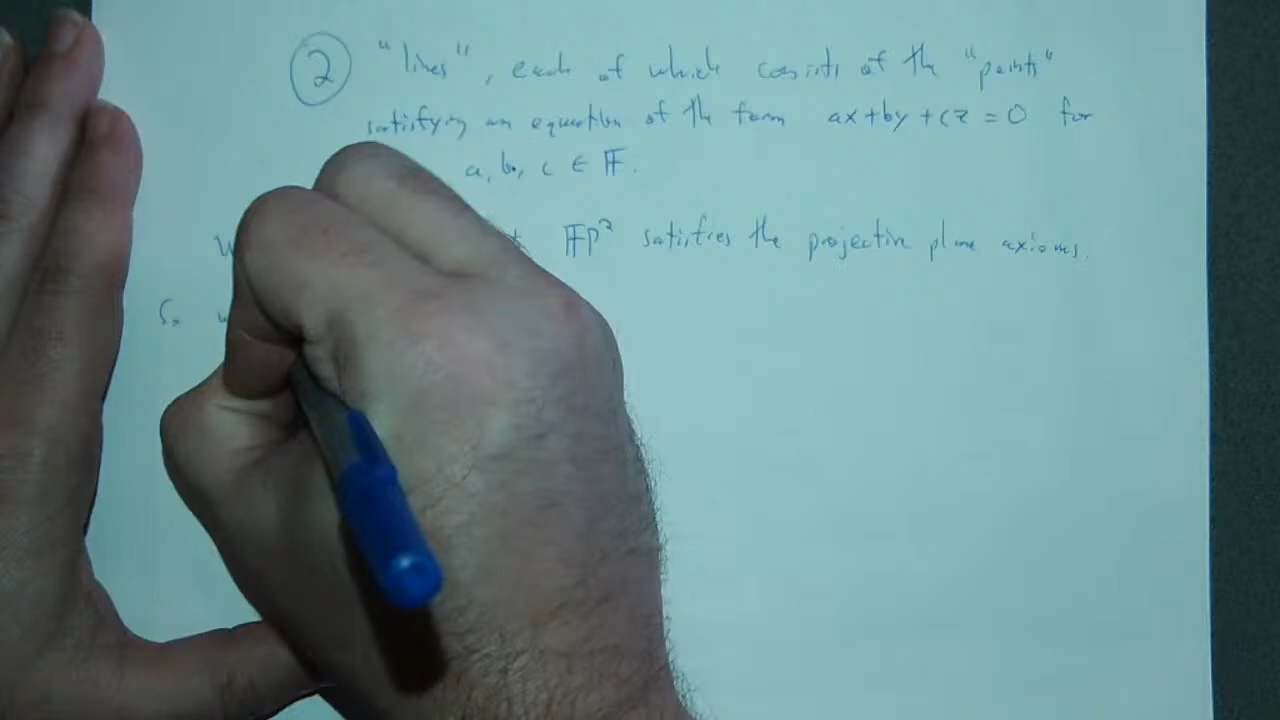 ② "lines", each of which consists of the "points"
satisfying an equation of the form ax+by+cz=0 for
a, b, c ∈ 𝔽.
𝔽P² satisfies the projective plane axioms.
So